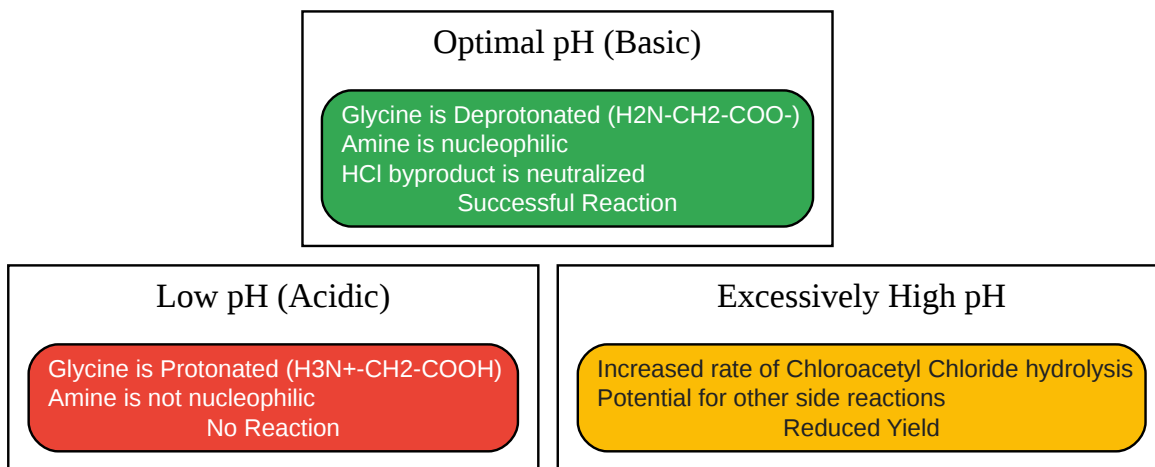 Optimal pH (Basic)
Glycine is Deprotonated (H2N-CH2-COO-)
Amine is nucleophilic
HCl byproduct is neutralized
Successful Reaction
Low pH (Acidic)
Glycine is Protonated (H3N+-CH2-COOH)
Amine is not nucleophilic
No Reaction
Excessively High pH
Increased rate of Chloroacetyl Chloride hydrolysis
Potential for other side reactions
Reduced Yield